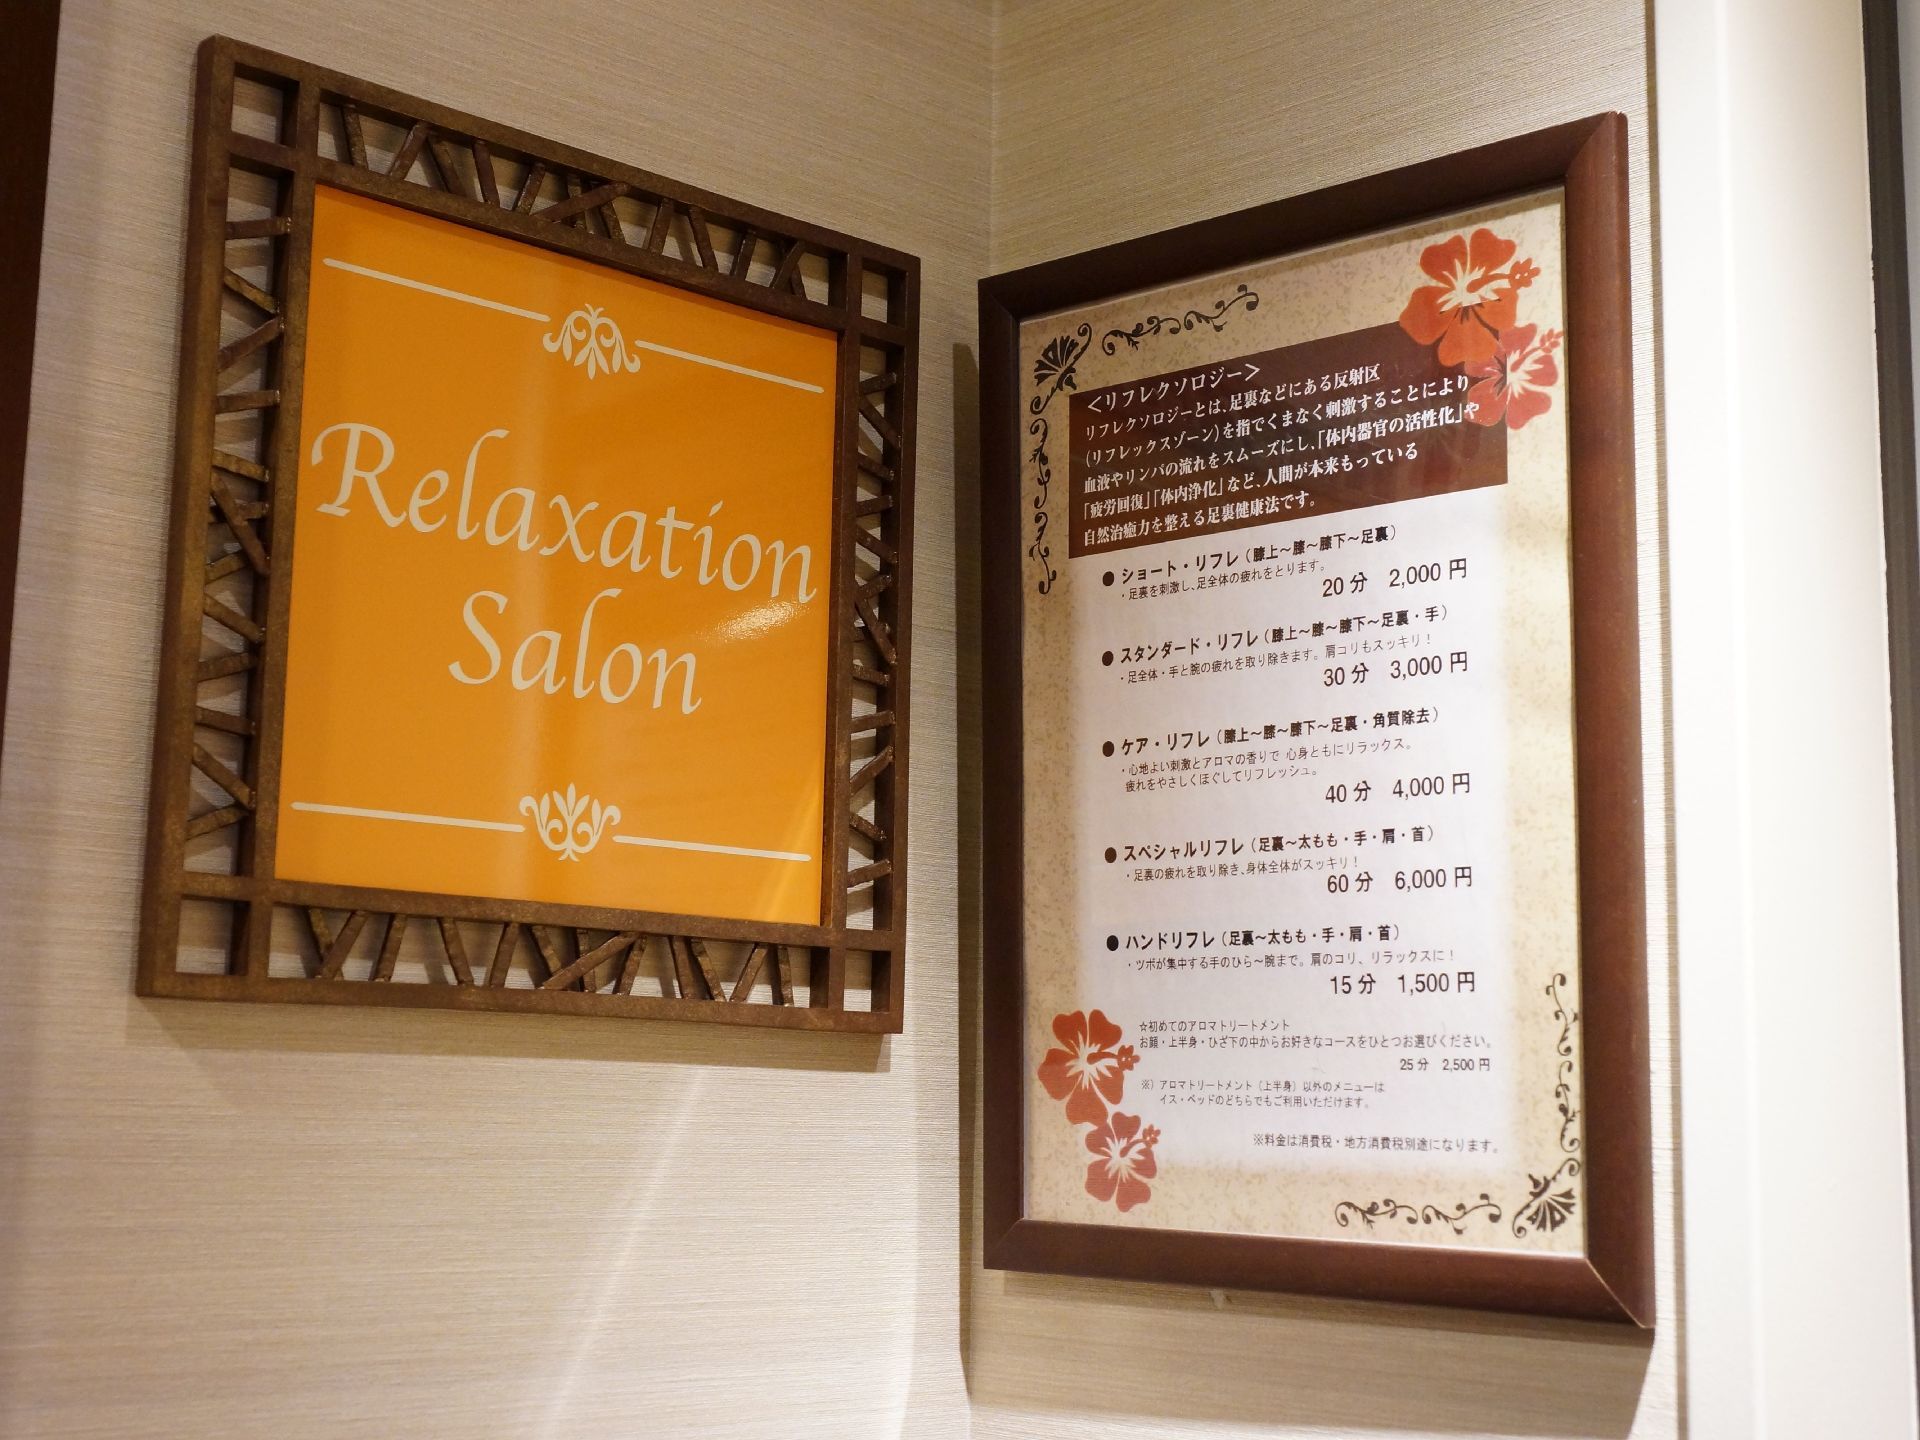 Relaxation
Salon
＜リフレクソロジー＞
リフレクソロジーとは、足裏などにある反射区
（リフレックスゾーン）を指でくまなく刺激することにより
血液やリンパの流れをスムーズにし、「体内器官の活性化」や
「疲労回復」「体内浄化」など、人間が本来もっている
自然治癒力を整える足裏健康法です。
● ショート・リフレ（膝上～膝～膝下～足裏）
・足裏を刺激し、足全体の疲れをとります。
20分 2,000円
● スタンダード・リフレ（膝上～膝～膝下～足裏・手）
・足全体・手と腕の疲れを取り除きます。肩コリもスッキリ！
30分 3,000円
● ケア・リフレ（膝上～膝～膝下～足裏・角質除去）
・心地よい刺激とアロマの香りで 心身ともにリラックス。
疲れをやさしくほぐしてリフレッシュ。
40分 4,000円
● スペシャルリフレ（足裏～太もも・手・肩・首）
・足裏の疲れを取り除き、身体全体がスッキリ！
60分 6,000円
● ハンドリフレ（足裏～太もも・手・肩・首）
・ツボが集中する手のひら～腕まで。肩のコリ、リラックスに！
15分 1,500円
☆初めてのアロマトリートメント
お顔・上半身・ひざ下の中からお好きなコースをひとつお選びください。
25分 2,500円
※）アロマトリートメント（上半身）以外のメニューは
イス・ベッドのどちらでもご利用いただけます。
※料金は消費税・地方消費税別途になります。